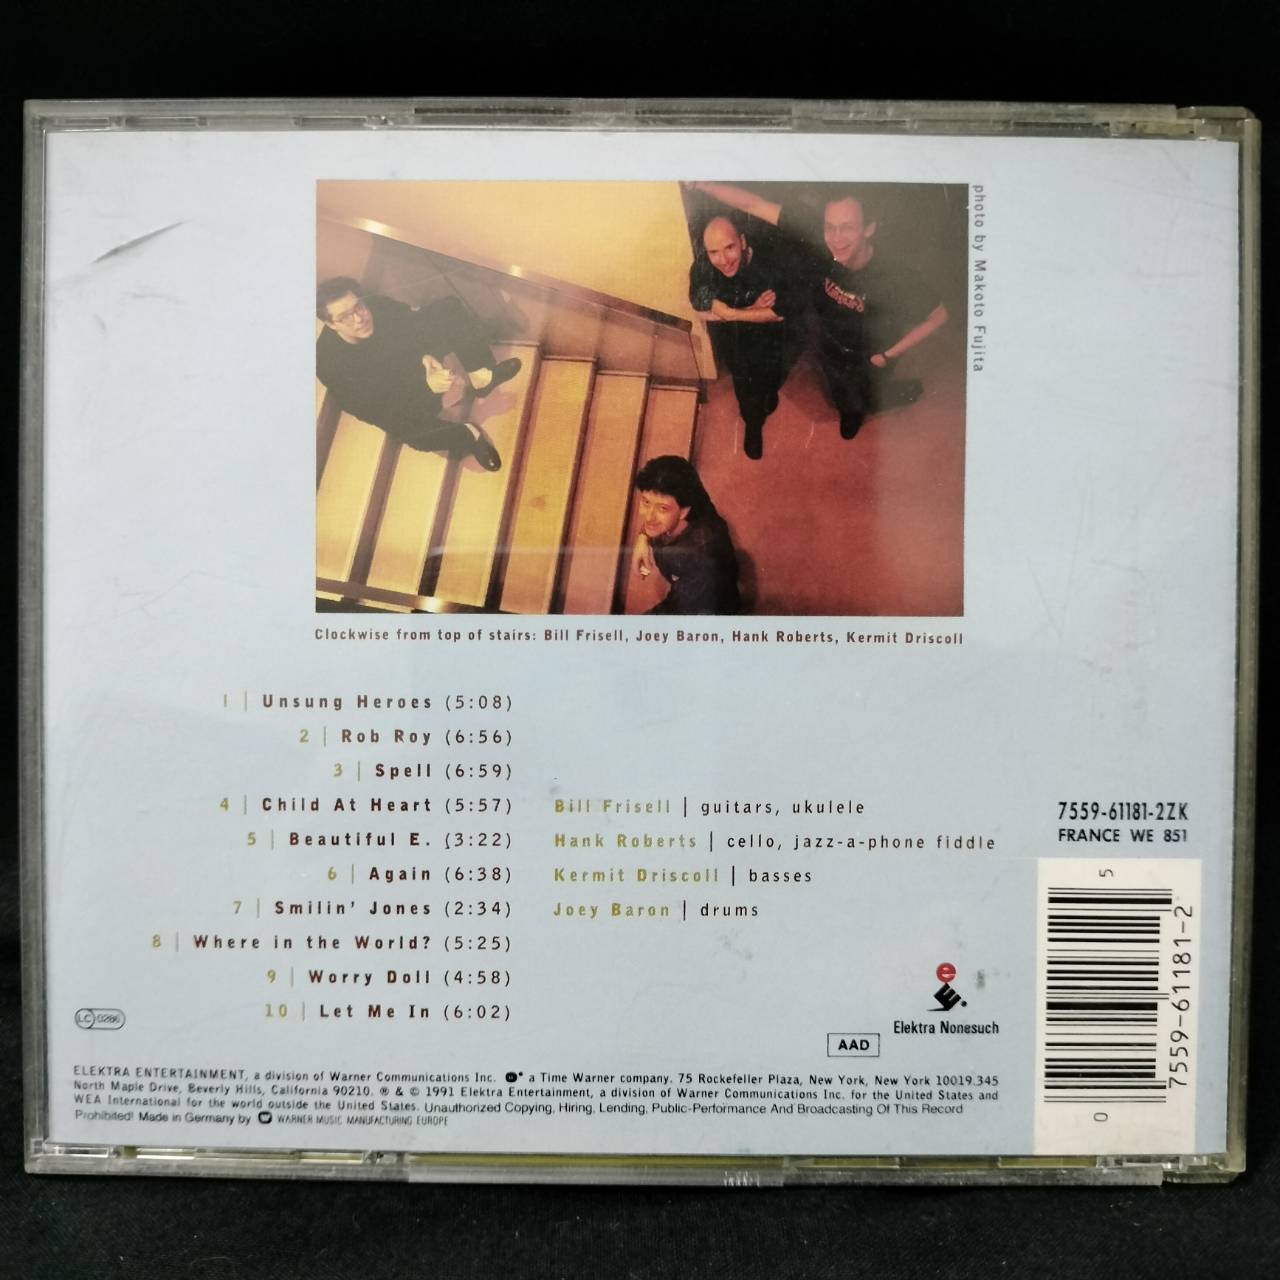 photo by Makoto Fujita
Clockwise from top of stairs: Bill Frisell, Joey Baron, Hank Roberts, Kermit Driscoll
1 | Unsung Heroes (5:08)
2 | Rob Roy (6:56)
3 | Spell (6:59)
4 | Child At Heart (5:57)
5 | Beautiful E. (3:22)
6 | Again (6:38)
7 | Smilin' Jones (2:34)
8 | Where in the World? (5:25)
9 | Worry Doll (4:58)
10 | Let Me In (6:02)
Bill Frisell | guitars, ukulele
Hank Roberts | cello, jazz-a-phone fiddle
Kermit Driscoll | basses
Joey Baron | drums
7559-61181-2ZK
FRANCE WE 851
5
7559-61181-2
0
LC 0286
e
Elektra Nonesuch
AAD
ELEKTRA ENTERTAINMENT, a division of Warner Communications Inc. a Time Warner company. 75 Rockefeller Plaza, New York, New York 10019.345
North Maple Drive, Beverly Hills, California 90210. ℗ & © 1991 Elektra Entertainment, a division of Warner Communications Inc. for the United States and
WEA International for the world outside the United States. Unauthorized Copying, Hiring, Lending, Public-Performance And Broadcasting Of This Record
Prohibited! Made in Germany by WARNER MUSIC MANUFACTURING EUROPE